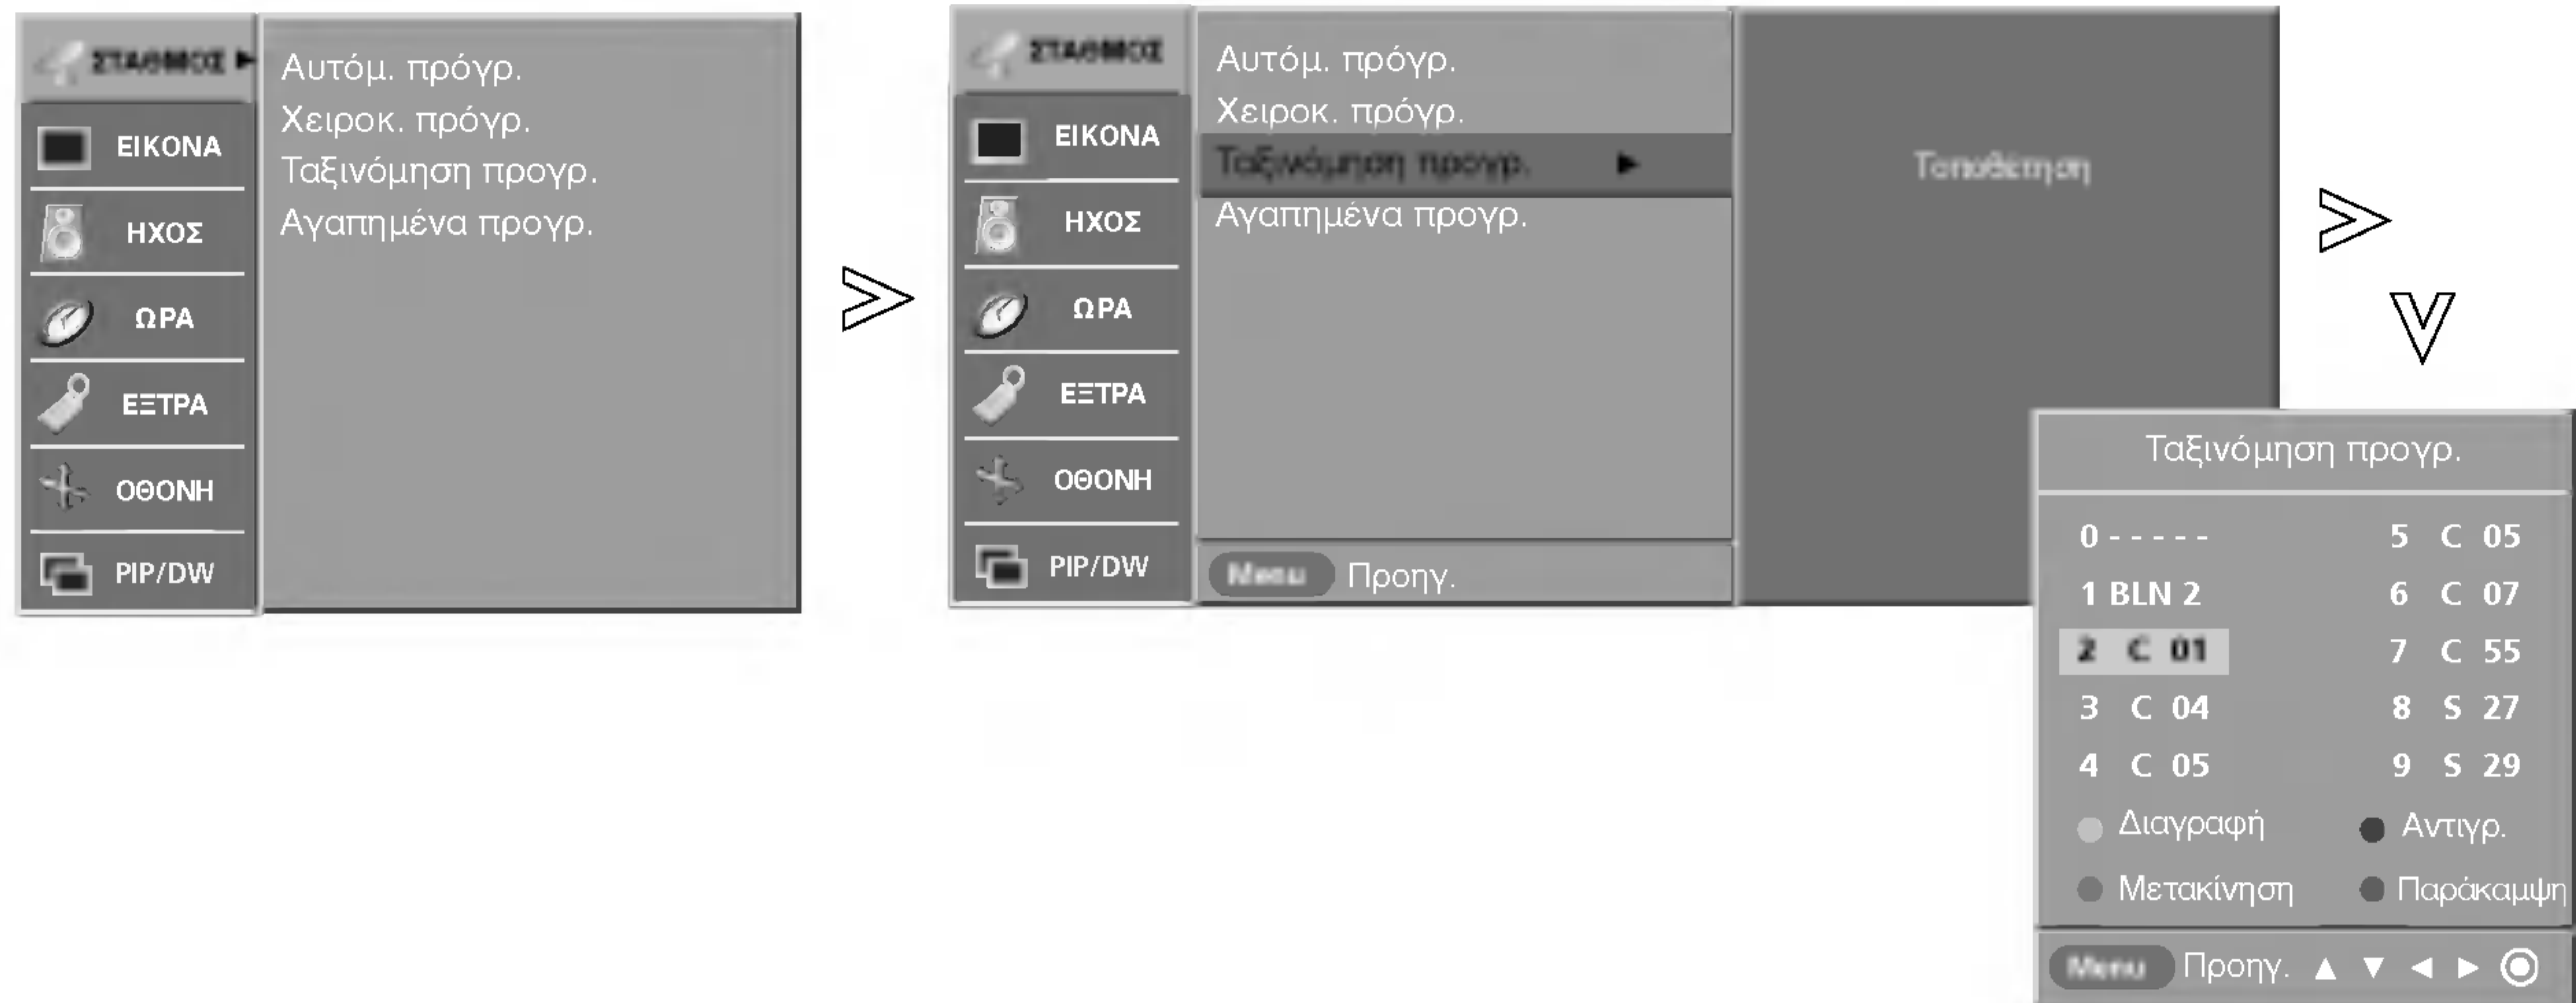 ΣΤΑΘΜΟΣ ►
ΕΙΚΟΝΑ
ΗΧΟΣ
ΩΡΑ
ΕΞΤΡΑ
ΟΘΟΝΗ
PIP/DW
Αυτόμ. πρόγρ.
Χειροκ. πρόγρ.
Ταξινόμηση προγρ.
Αγαπημένα προγρ.
ΣΤΑΘΜΟΣ
ΕΙΚΟΝΑ
ΗΧΟΣ
ΩΡΑ
ΕΞΤΡΑ
ΟΘΟΝΗ
PIP/DW
Αυτόμ. πρόγρ.
Χειροκ. πρόγρ.
Ταξινόμηση προγρ. ►
Αγαπημένα προγρ.
Menu Προηγ.
Τοποθέτηση
Ταξινόμηση προγρ.
0 - - - - -
1 BLN 2
2 C 01
3 C 04
4 C 05
5 C 05
6 C 07
7 C 55
8 S 27
9 S 29
Διαγραφή
Αντιγρ.
Μετακίνηση
Παράκαμψη
Menu Προηγ. ▲ ▼ ◄ ► ◉